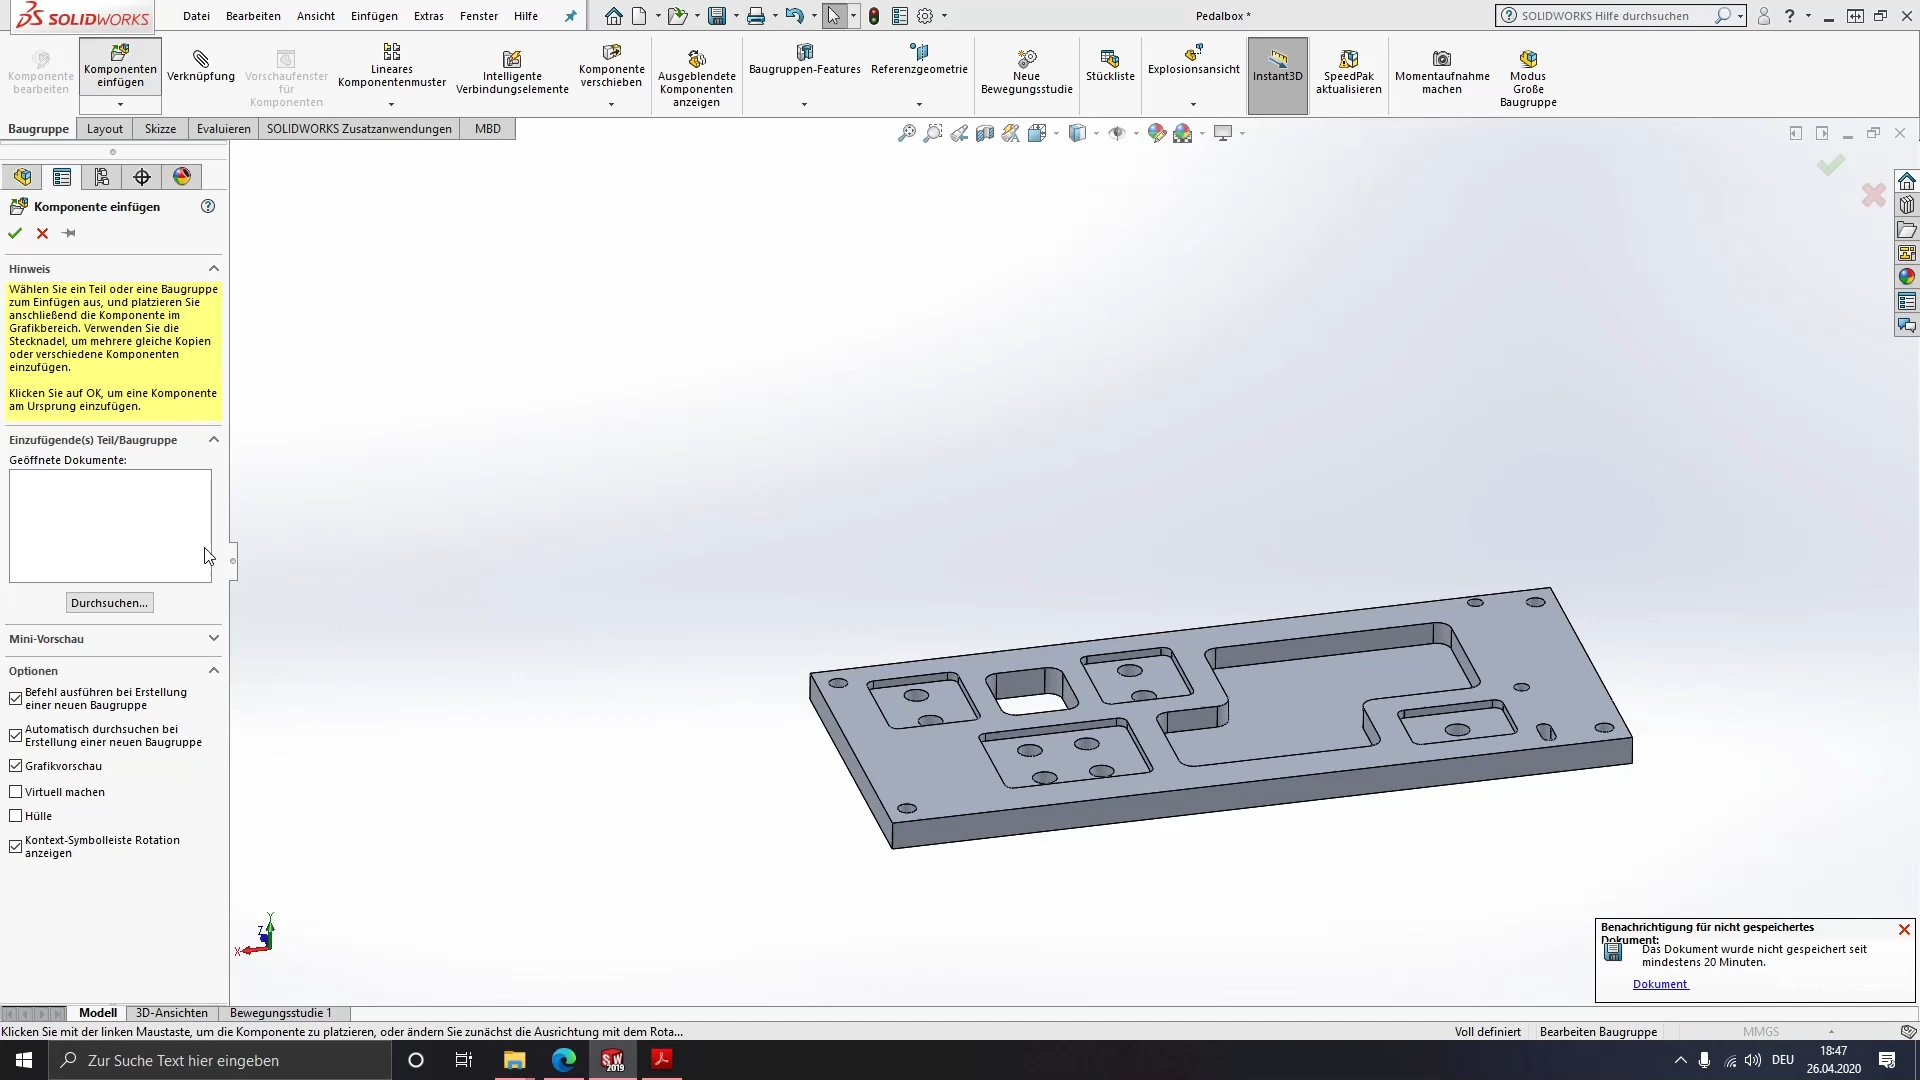 SOLIDWORKS
Datei
Bearbeiten
Ansicht
Einfügen
Extras
Fenster
Hilfe
Pedalbox *
SOLIDWORKS Hilfe durchsuchen
Komponente
bearbeiten
Komponenten
einfügen
Verknüpfung
Vorschaufenster
für
Komponenten
Lineares
Komponentenmuster
Intelligente
Verbindungselemente
Komponente
verschieben
Ausgeblendete
Komponenten
anzeigen
Baugruppen-Features
Referenzgeometrie
Neue
Bewegungsstudie
Stückliste
Explosionsansicht
Instant3D
SpeedPak
aktualisieren
Momentaufnahme
machen
Modus
Große
Baugruppe
Baugruppe
Layout
Skizze
Evaluieren
SOLIDWORKS Zusatzanwendungen
MBD
Komponente einfügen
Hinweis
Wählen Sie ein Teil oder eine Baugruppe
zum Einfügen aus, und platzieren Sie
anschließend die Komponente im
Grafikbereich. Verwenden Sie die
Stecknadel, um mehrere gleiche Kopien
oder verschiedene Komponenten
einzufügen.
Klicken Sie auf OK, um eine Komponente
am Ursprung einzufügen.
Einzufügende(s) Teil/Baugruppe
Geöffnete Dokumente:
Durchsuchen...
Mini-Vorschau
Optionen
Befehl ausführen bei Erstellung
einer neuen Baugruppe
Automatisch durchsuchen bei
Erstellung einer neuen Baugruppe
Grafikvorschau
Virtuell machen
Hülle
Kontext-Symbolleiste Rotation
anzeigen
Y
Z
X
Benachrichtigung für nicht gespeichertes
Dokument:
Das Dokument wurde nicht gespeichert seit
mindestens 20 Minuten.
Dokument
Modell
3D-Ansichten
Bewegungsstudie 1
Klicken Sie mit der linken Maustaste, um die Komponente zu platzieren, oder ändern Sie zunächst die Ausrichtung mit dem Rota...
Voll definiert
Bearbeiten Baugruppe
MMGS
Zur Suche Text hier eingeben
SW
2019
DEU
18:47
26.04.2020